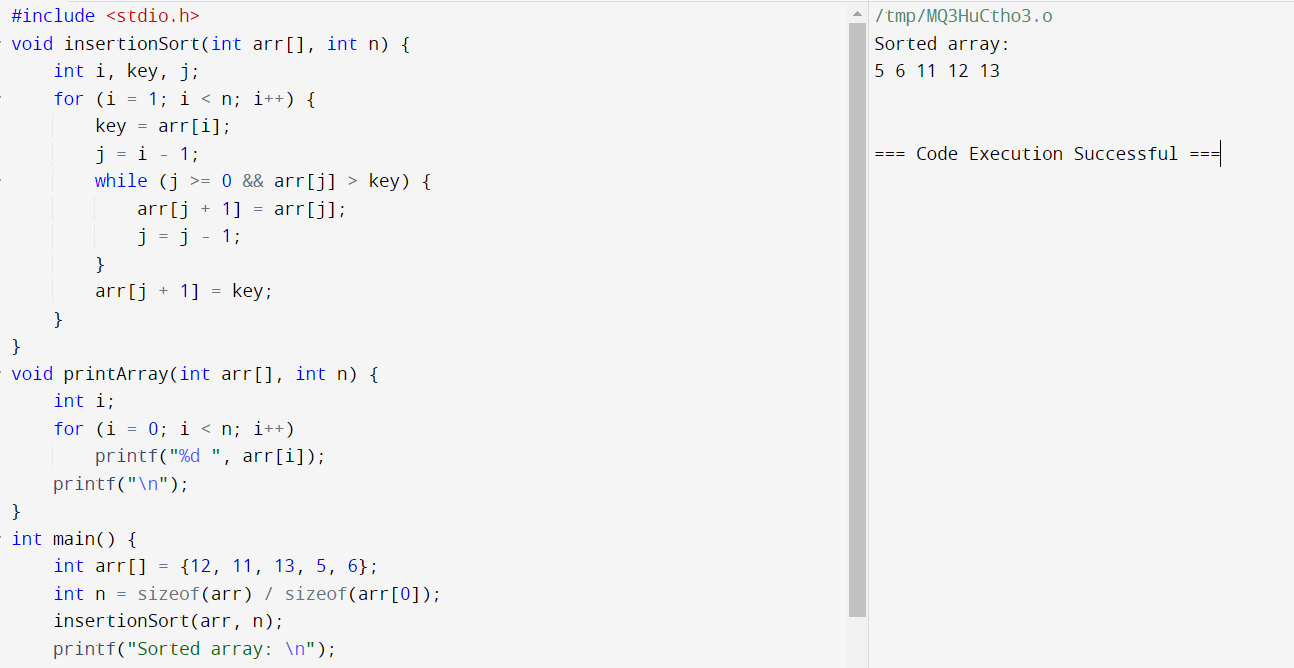 #include <stdio.h>
void insertionSort(int arr[], int n) {
    int i, key, j;
    for (i = 1; i < n; i++) {
        key = arr[i];
        j = i - 1;
        while (j >= 0 && arr[j] > key) {
            arr[j + 1] = arr[j];
            j = j - 1;
        }
        arr[j + 1] = key;
    }
}
void printArray(int arr[], int n) {
    int i;
    for (i = 0; i < n; i++)
        printf("%d ", arr[i]);
    printf("\n");
}
int main() {
    int arr[] = {12, 11, 13, 5, 6};
    int n = sizeof(arr) / sizeof(arr[0]);
    insertionSort(arr, n);
    printf("Sorted array: \n");
/tmp/MQ3HuCtho3.o
Sorted array:
5 6 11 12 13
=== Code Execution Successful ===